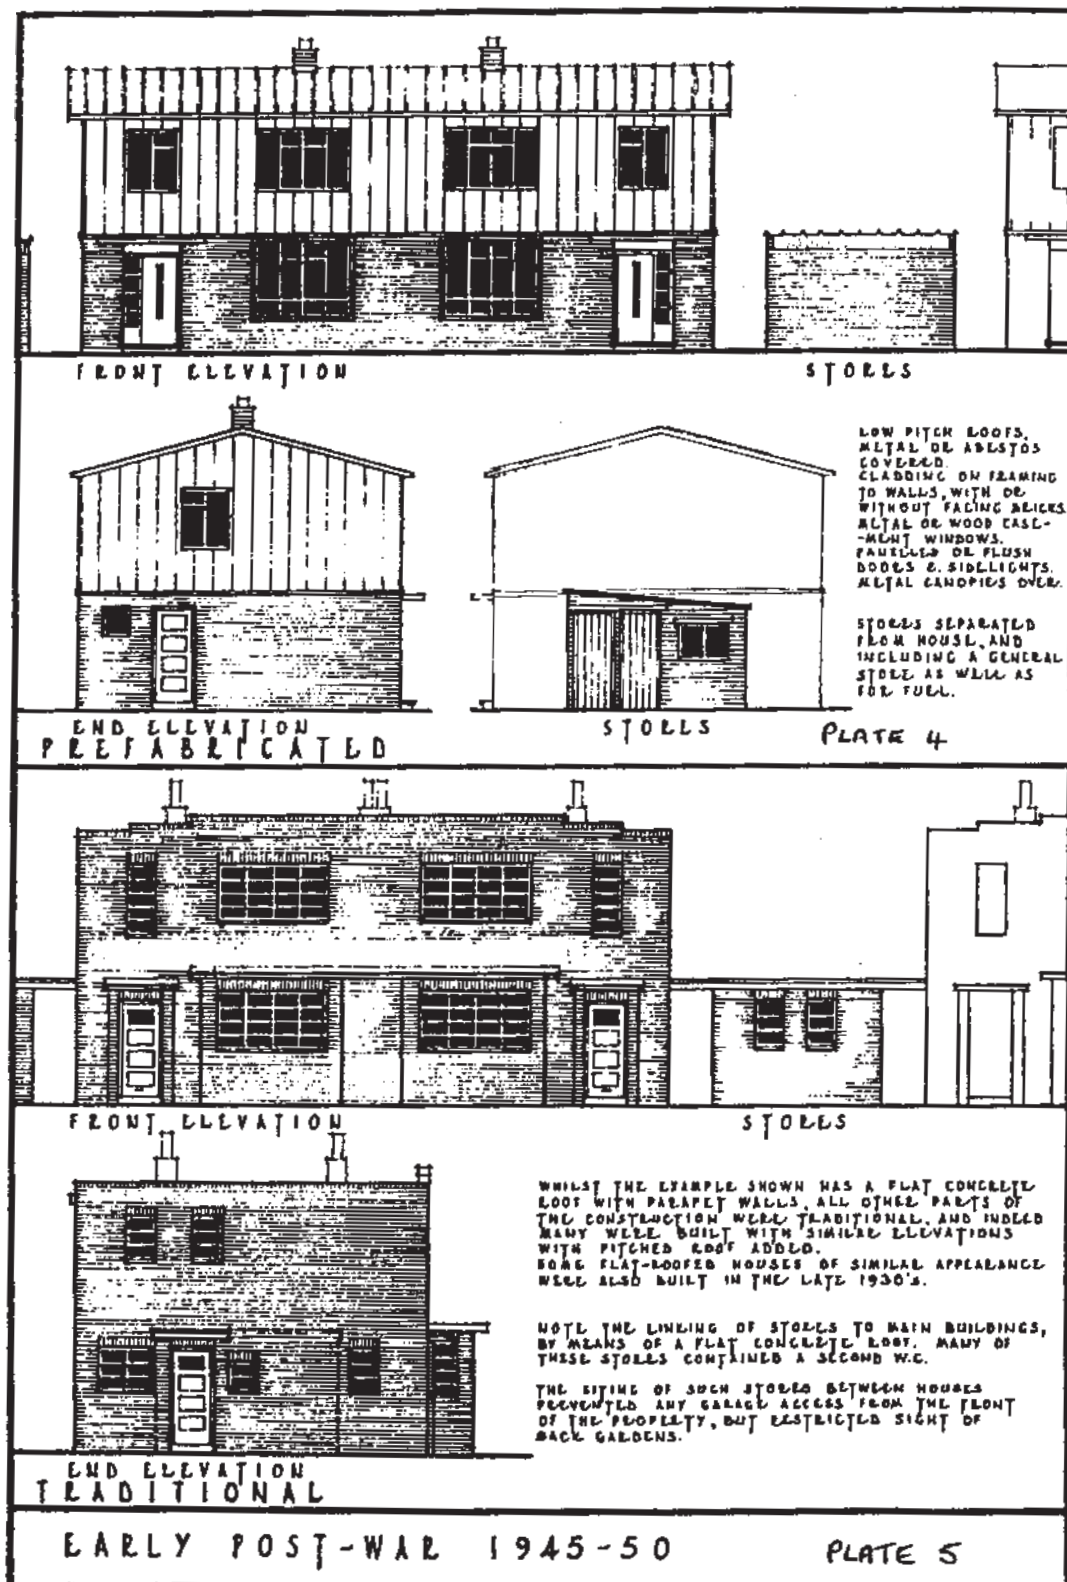 FRONT ELEVATION
STORES
LOW PITCH ROOFS,
METAL OR ABESTOS
COVERED.
CLADDING ON FRAMING
TO WALLS, WITH OR
WITHOUT FACING BRICKS
METAL OR WOOD CASE-
-MENT WINDOWS.
PANELLED OR FLUSH
DOORS & SIDELIGHTS.
METAL CANOPIES OVER.
STORES SEPARATED
FROM HOUSE, AND
INCLUDING A GENERAL
STORE AS WELL AS
FOR FUEL.
END ELEVATION
STORES
PREFABRICATED
PLATE 4
FRONT ELEVATION
STORES
WHILST THE EXAMPLE SHOWN HAS A FLAT CONCRETE
ROOF WITH PARAPET WALLS, ALL OTHER PARTS OF
THE CONSTRUCTION WERE TRADITIONAL, AND INDEED
MANY WERE BUILT WITH SIMILAR ELEVATIONS
WITH PITCHED ROOF ADDED.
SOME FLAT-ROOFED HOUSES OF SIMILAR APPEARANCE
WERE ALSO BUILT IN THE LATE 1930'S.
NOTE THE LINKING OF STORES TO MAIN BUILDINGS,
BY MEANS OF A FLAT CONCRETE ROOF. MANY OF
THESE STORES CONTAINED A SECOND W.C.
THE SITING OF SUCH STORES BETWEEN HOUSES
PREVENTED ANY GARAGE ACCESS FROM THE FRONT
OF THE PROPERTY, BUT RESTRICTED SIGHT OF
BACK GARDENS.
END ELEVATION
TRADITIONAL
EARLY POST-WAR 1945-50
PLATE 5